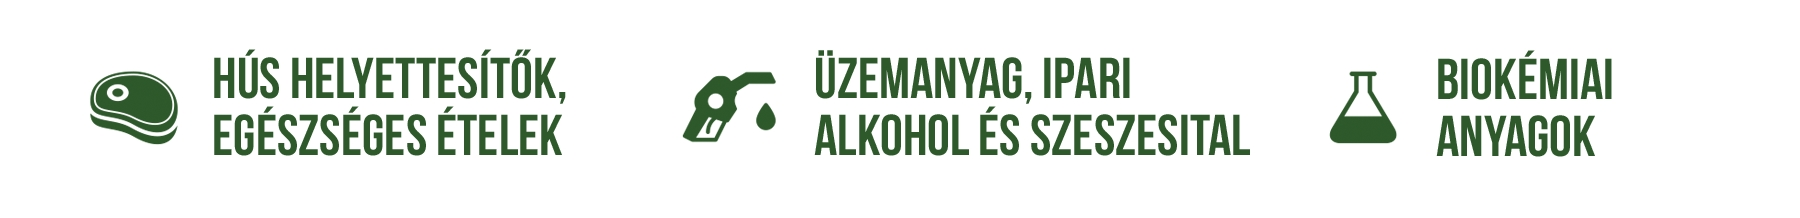 HÚS HELYETTESÍTŐK,
EGÉSZSÉGES ÉTELEK
ÜZEMANYAG, IPARI
ALKOHOL ÉS SZESZESITAL
BIOKÉMIAI
ANYAGOK